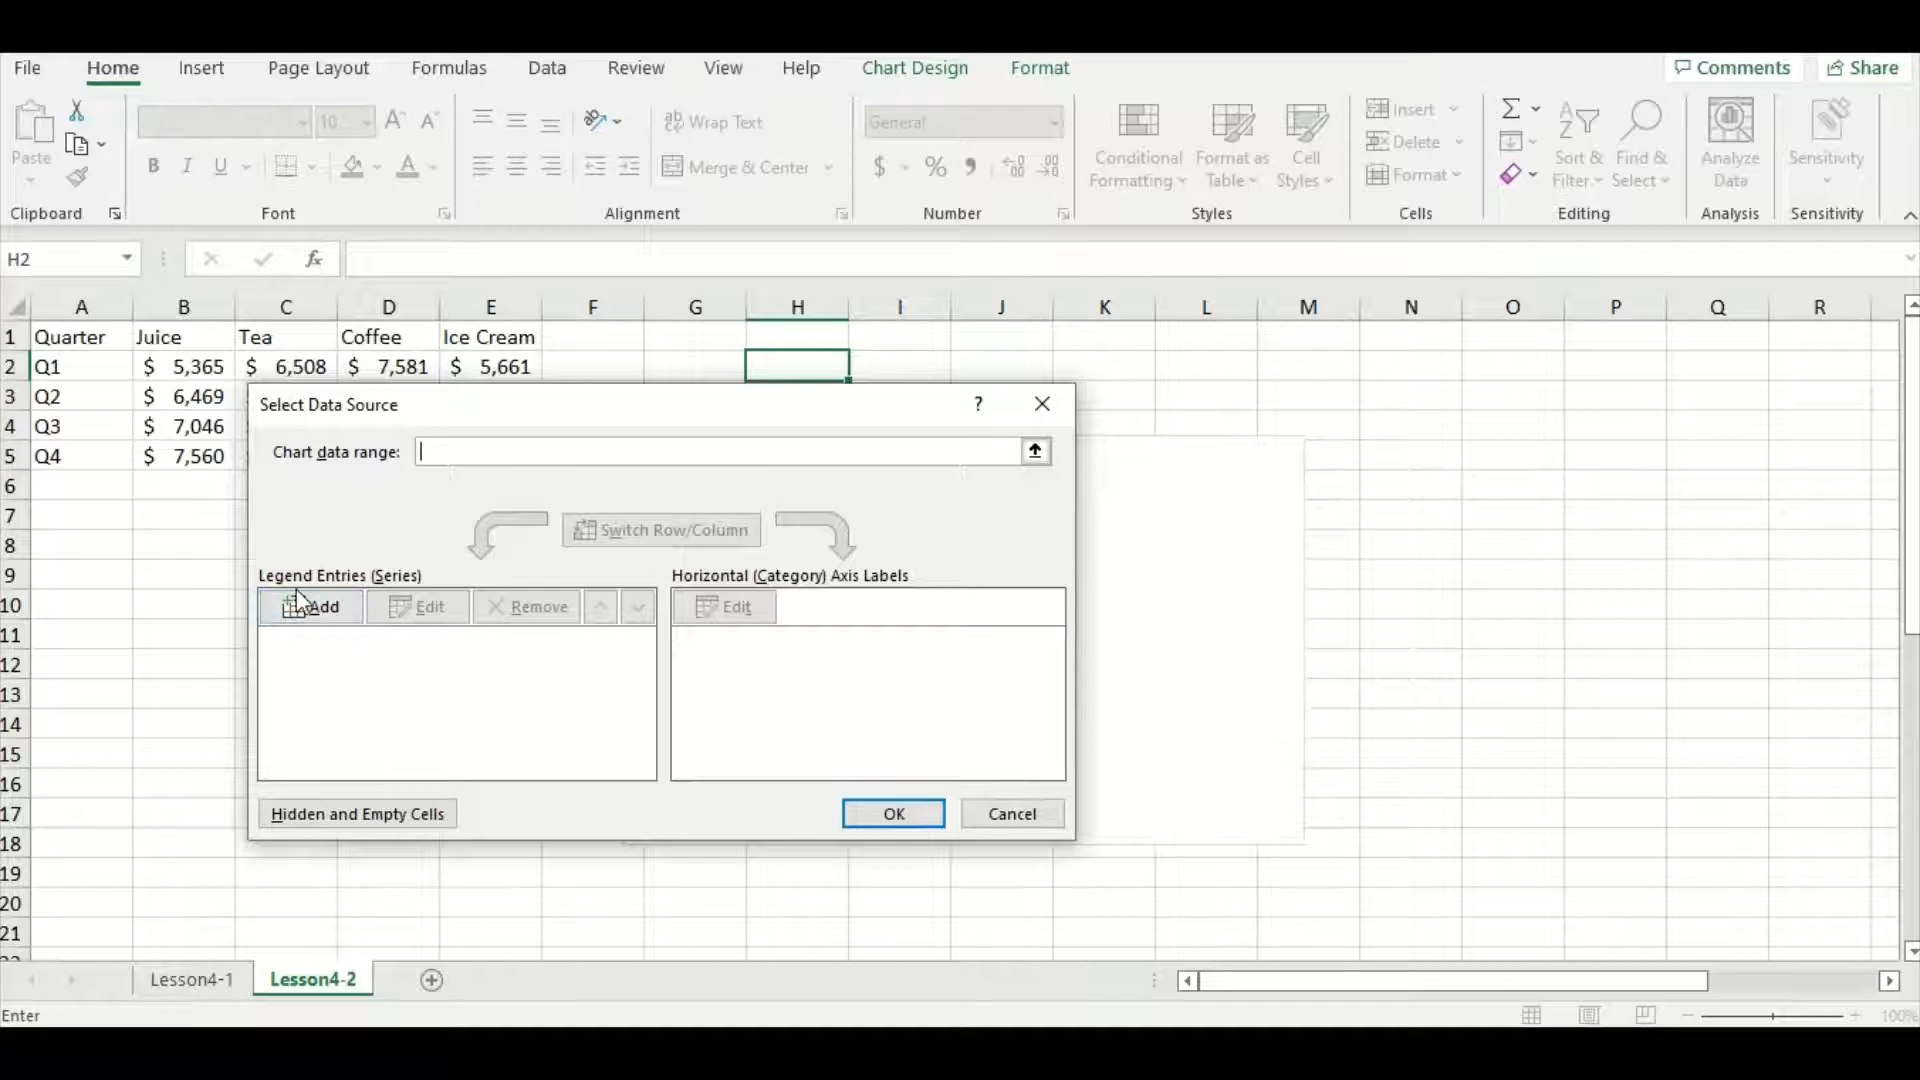 File Home Insert Page Layout Formulas Data Review View Help Chart Design Format Comments Share
Paste
Clipboard
10
B I U
Font
Wrap Text
Merge & Center
Alignment
General
$ % 9
Number
Conditional Formatting
Format as Table
Cell Styles
Styles
Insert
Delete
Format
Cells
Sort & Filter
Find & Select
Editing
Analyze Data
Analysis
Sensitivity
Sensitivity
H2 fx
A B C D E F G H I J K L M N O P Q R
1 Quarter Juice Tea Coffee Ice Cream
2 Q1 $ 5,365 $ 6,508 $ 7,581 $ 5,661
3 Q2 $ 6,469
4 Q3 $ 7,046
5 Q4 $ 7,560
6
7
8
9
10
11
12
13
14
15
16
17
18
19
20
21
Select Data Source ?
Chart data range:
Switch Row/Column
Legend Entries (Series)
Add Edit Remove
Horizontal (Category) Axis Labels
Edit
Hidden and Empty Cells OK Cancel
Lesson4-1 Lesson4-2
Enter 100%